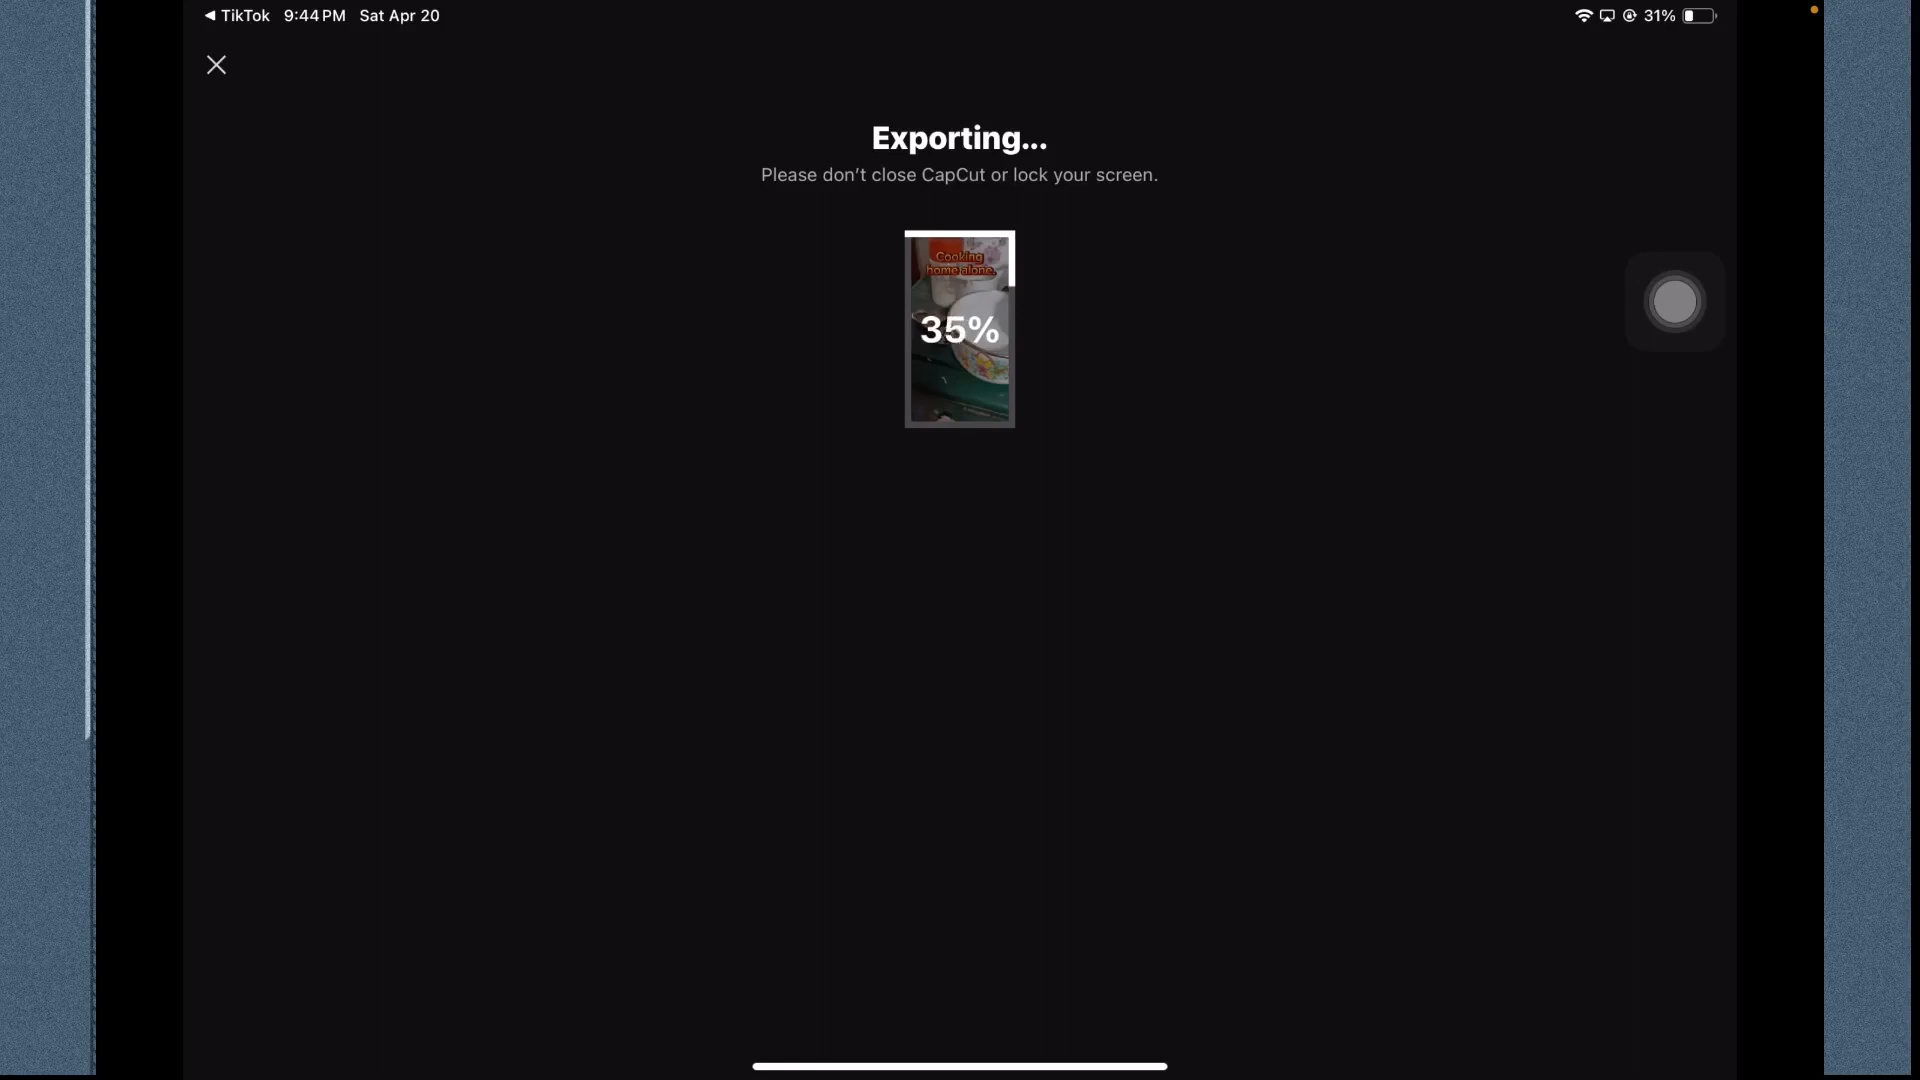 ◀ TikTok 9:44 PM Sat Apr 20 31%
Exporting...
Please don't close CapCut or lock your screen.
Cooking
home alone.
35%